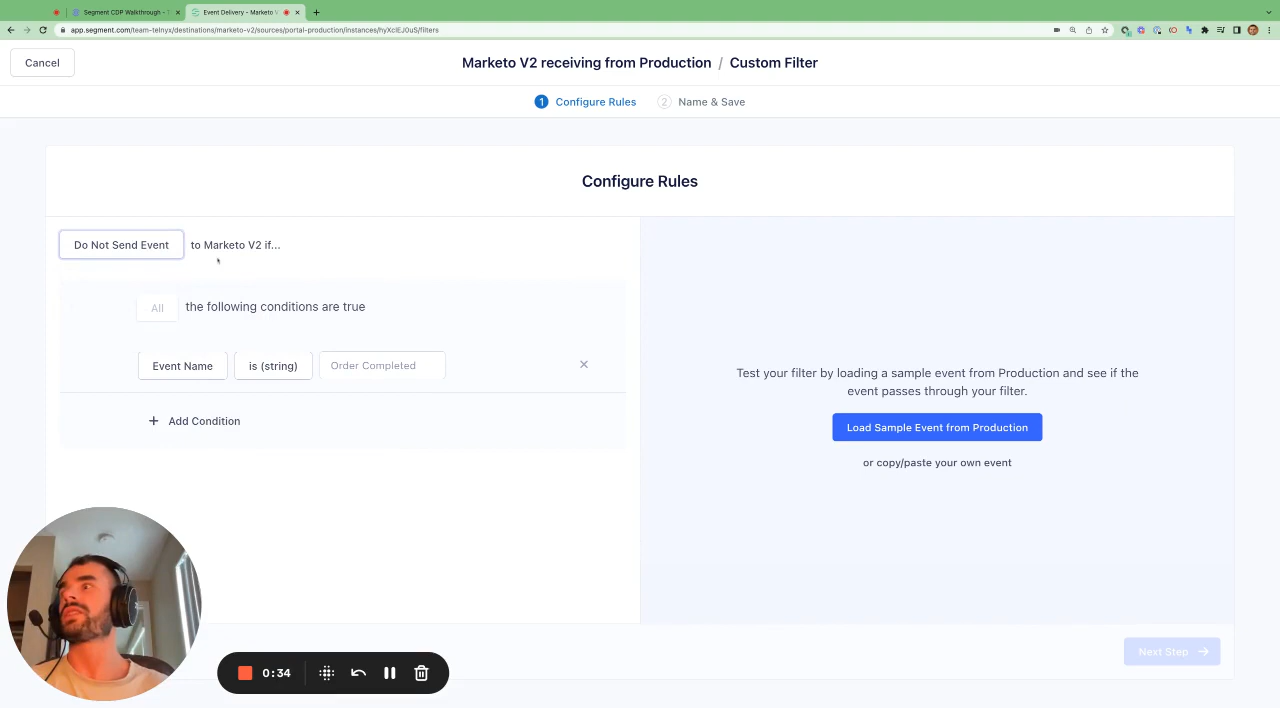 Segment CDP Walkthrough - T
Event Delivery - Marketo V
app.segment.com/team-telnyx/destinations/marketo-v2/sources/portal-production/instances/hyXclEJ0uS/filters
Cancel
Marketo V2 receiving from Production / Custom Filter
1 Configure Rules
2 Name & Save
Configure Rules
Do Not Send Event to Marketo V2 if...
All the following conditions are true
Event Name is (string) Order Completed
+ Add Condition
Test your filter by loading a sample event from Production and see if the
event passes through your filter.
Load Sample Event from Production
or copy/paste your own event
Next Step
0:34